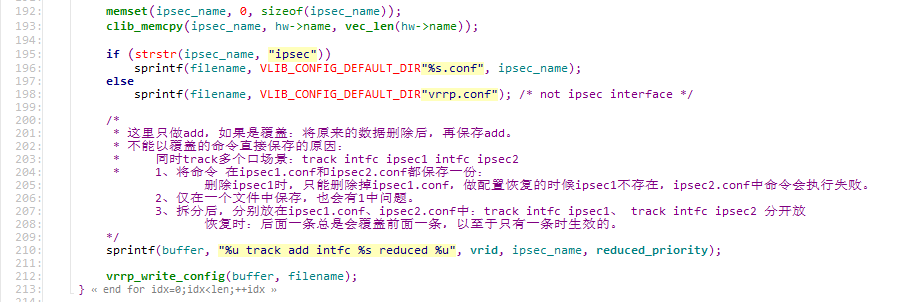 192: memset(ipsec_name, 0, sizeof(ipsec_name));
193: clib_memcpy(ipsec_name, hw->name, vec_len(hw->name));
194:
195: if (strstr(ipsec_name, "ipsec"))
196: sprintf(filename, VLIB_CONFIG_DEFAULT_DIR"%s.conf", ipsec_name);
197: else
198: sprintf(filename, VLIB_CONFIG_DEFAULT_DIR"vrrp.conf"); /* not ipsec interface */
199:
200: /*
201: * 这里只做add，如果是覆盖：将原来的数据删除后，再保存add。
202: * 不能以覆盖的命令直接保存的原因：
203: * 同时track多个口场景：track intfc ipsec1 intfc ipsec2
204: * 1、将命令 在ipsec1.conf和ipsec2.conf都保存一份：
205: 删除ipsec1时，只能删除掉ipsec1.conf，做配置恢复的时候ipsec1不存在，ipsec2.conf中命令会执行失败。
206: 2、仅在一个文件中保存，也会有1中问题。
207: 3、拆分后，分别放在ipsec1.conf、ipsec2.conf中：track intfc ipsec1、 track intfc ipsec2 分开放
208: 恢复时：后面一条总是会覆盖前面一条，以至于只有一条时生效的。
209: */
210: sprintf(buffer, "%u track add intfc %s reduced %u", vrid, ipsec_name, reduced_priority);
211:
212: vrrp_write_config(buffer, filename);
213: } « end for idx=0;idx<len;++idx »